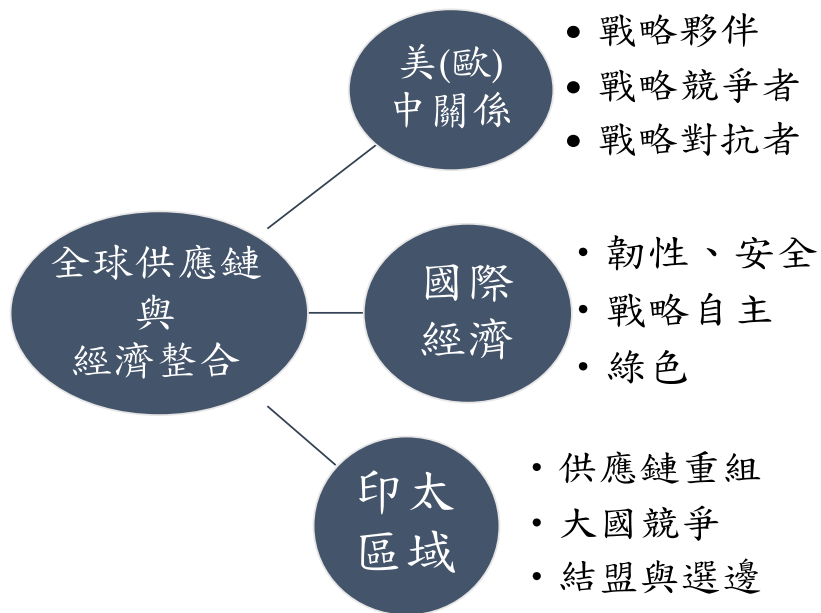 全球供應鏈
與
經濟整合
美(歐)
中關係
• 戰略夥伴
• 戰略競爭者
• 戰略對抗者
國際
經濟
• 韌性、安全
• 戰略自主
• 綠色
印太
區域
• 供應鏈重組
• 大國競爭
• 結盟與選邊